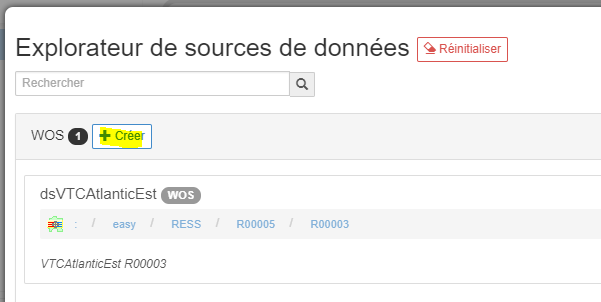 Explorateur de sources de données Réinitialiser
Rechercher
WOS 1 Créer
dsVTCAtlanticEst WOS
: / easy / RESS / R00005 / R00003
VTCAtlanticEst R00003